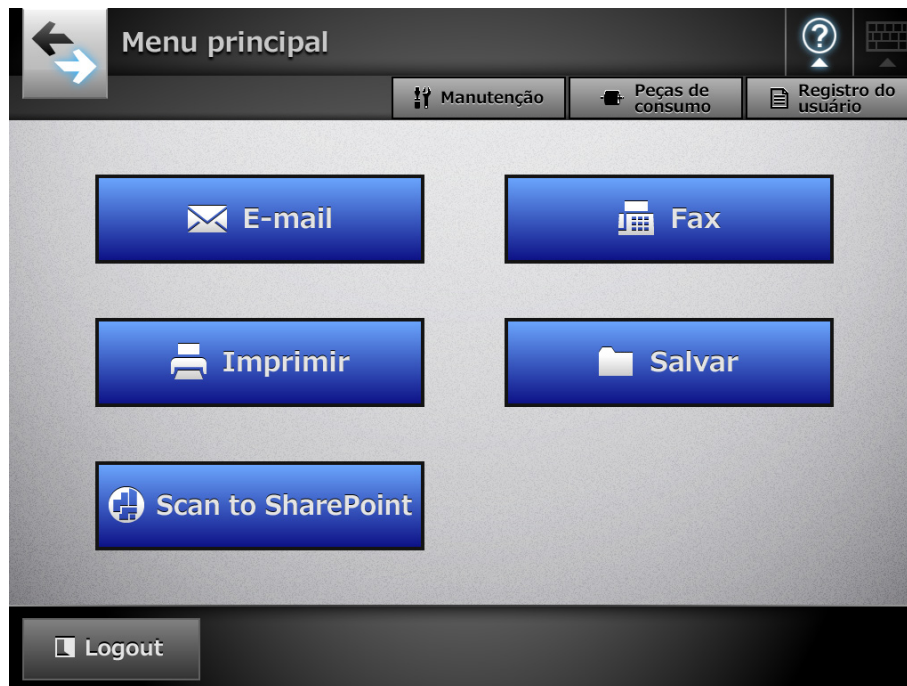 Menu principal
Manutenção
Peças de
consumo
Registro do
usuário
E-mail
Fax
Imprimir
Salvar
Scan to SharePoint
Logout